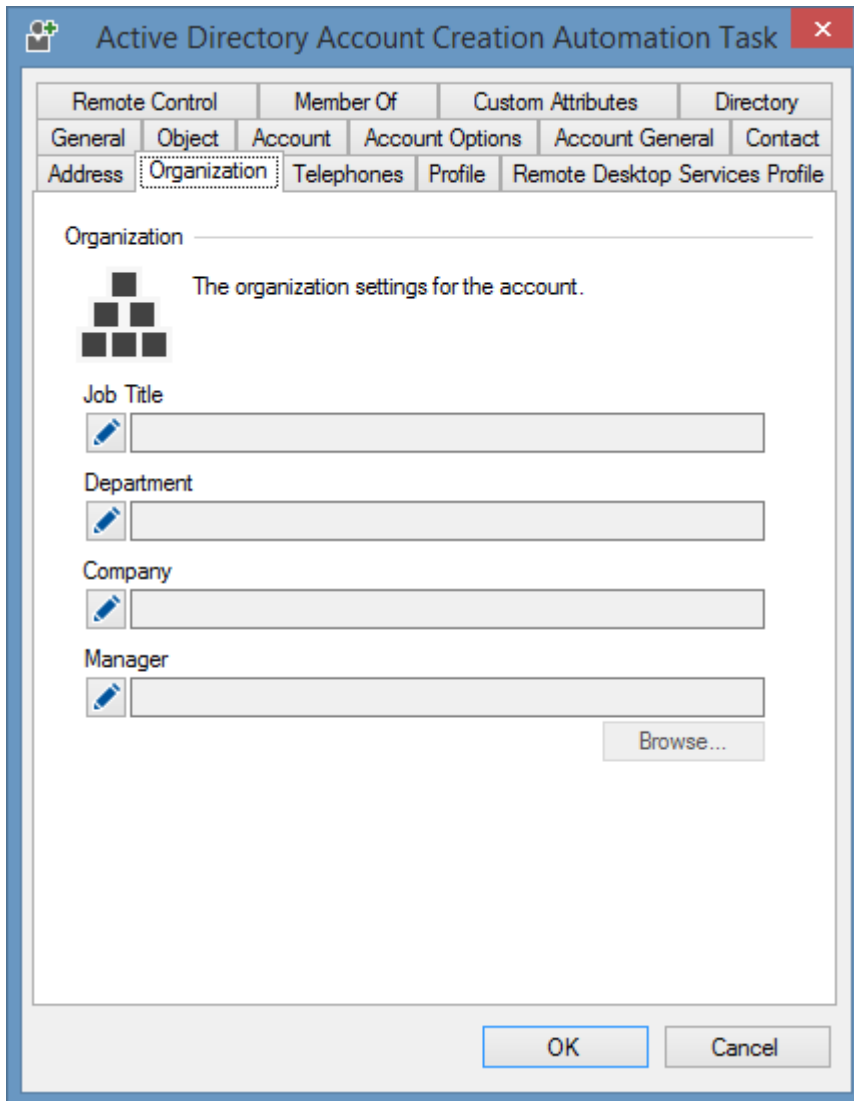 Active Directory Account Creation Automation Task
Remote Control Member Of Custom Attributes Directory
General Object Account Account Options Account General Contact
Address Organization Telephones Profile Remote Desktop Services Profile
Organization
The organization settings for the account.
Job Title
Department
Company
Manager
Browse...
OK Cancel